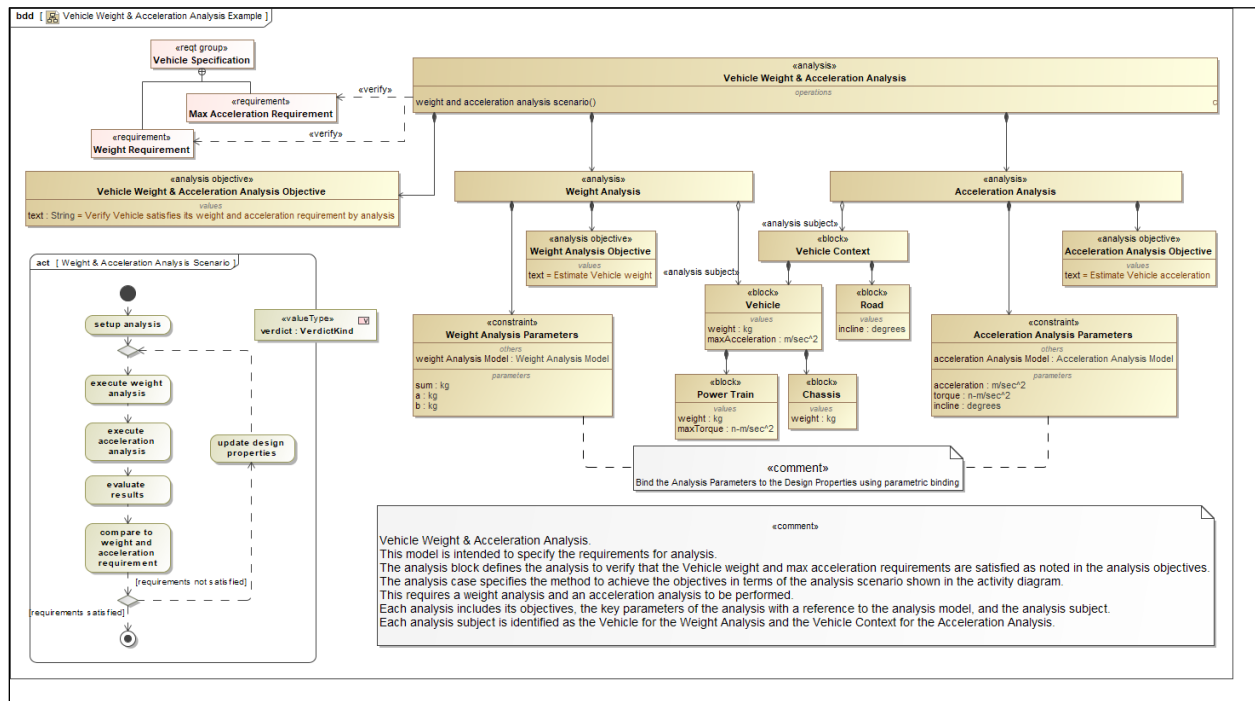 bdd [ Vehicle Weight & Acceleration Analysis Example ]
«reqt group»
Vehicle Specification
«requirement»
Max Acceleration Requirement
«requirement»
Weight Requirement
«verify»
«verify»
«analysis»
Vehicle Weight & Acceleration Analysis
operations
weight and acceleration analysis scenario()
«analysis objective»
Vehicle Weight & Acceleration Analysis Objective
values
text : String = Verify Vehicle satisfies its weight and acceleration requirement by analysis
«analysis»
Weight Analysis
«analysis»
Acceleration Analysis
«analysis objective»
Weight Analysis Objective
values
text = Estimate Vehicle weight
«analysis subject»
«analysis subject»
«block»
Vehicle Context
«analysis objective»
Acceleration Analysis Objective
values
text = Estimate Vehicle acceleration
«block»
Vehicle
values
weight : kg
maxAcceleration : m/sec^2
«block»
Road
values
incline : degrees
«constraint»
Weight Analysis Parameters
others
weight Analysis Model : Weight Analysis Model
parameters
sum : kg
a : kg
b : kg
«constraint»
Acceleration Analysis Parameters
others
acceleration Analysis Model : Acceleration Analysis Model
parameters
acceleration : m/sec^2
torque : n-m/sec^2
incline : degrees
«block»
Power Train
values
weight : kg
maxTorque : n-m/sec^2
«block»
Chassis
values
weight : kg
«comment»
Bind the Analysis Parameters to the Design Properties using parametric binding
act [ Weight & Acceleration Analysis Scenario ]
setup analysis
execute weight
analysis
execute
acceleration
analysis
evaluate
results
compare to
weight and
acceleration
requirement
update design
properties
[requirements not satisfied]
[requirements satisfied]
«valueType»
verdict : VerdictKind
V
«comment»
Vehicle Weight & Acceleration Analysis.
This model is intended to specify the requirements for analysis.
The analysis block defines the analysis to verify that the Vehicle weight and max acceleration requirements are satisfied as noted in the analysis objectives.
The analysis case specifies the method to achieve the objectives in terms of the analysis scenario shown in the activity diagram.
This requires a weight analysis and an acceleration analysis to be performed.
Each analysis includes its objectives, the key parameters of the analysis with a reference to the analysis model, and the analysis subject.
Each analysis subject is identified as the Vehicle for the Weight Analysis and the Vehicle Context for the Acceleration Analysis.